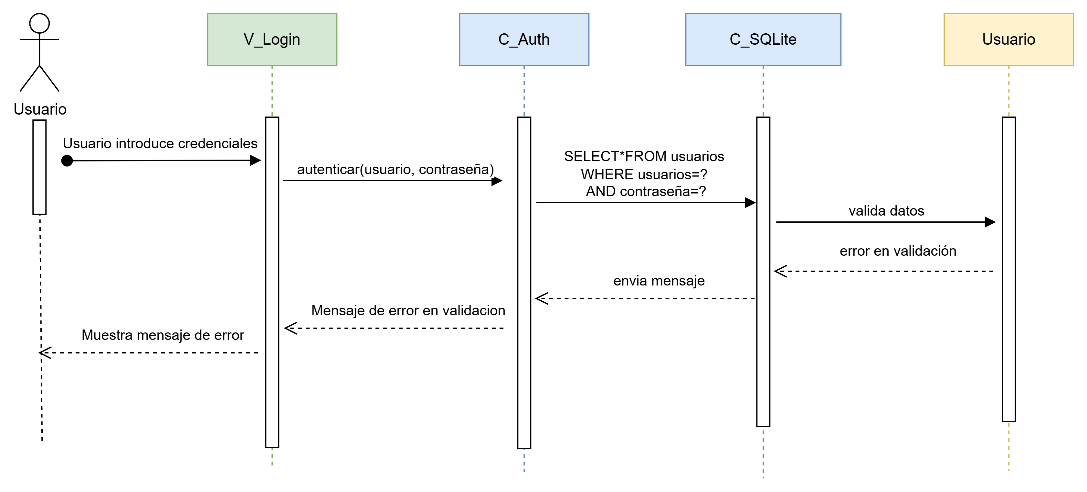 V_Login
C_Auth
C_SQLite
Usuario
Usuario
Usuario introduce credenciales
autenticar(usuario, contraseña)
SELECT*FROM usuarios
WHERE usuarios=?
AND contraseña=?
valida datos
error en validación
envia mensaje
Mensaje de error en validacion
Muestra mensaje de error